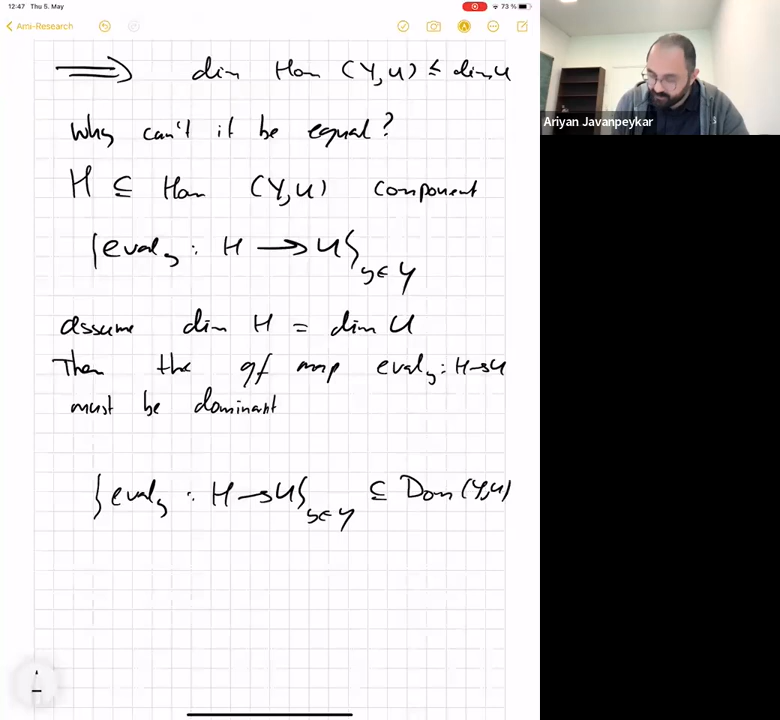 12:47 Thu 5. May
73 %
Ami-Research
⟹ dim Hom (Y,U) ≤ dim U
Why can't it be equal?
H ⊆ Hom (Y,U) component
{eval_y : H ⟶ U}_{y∈Y}
assume dim H = dim U
Then the qf map eval_y : H→U
must be dominant
{eval_y : H → U}_{y∈Y} ⊆ Dom (Y,U)
Ariyan Javanpeykar